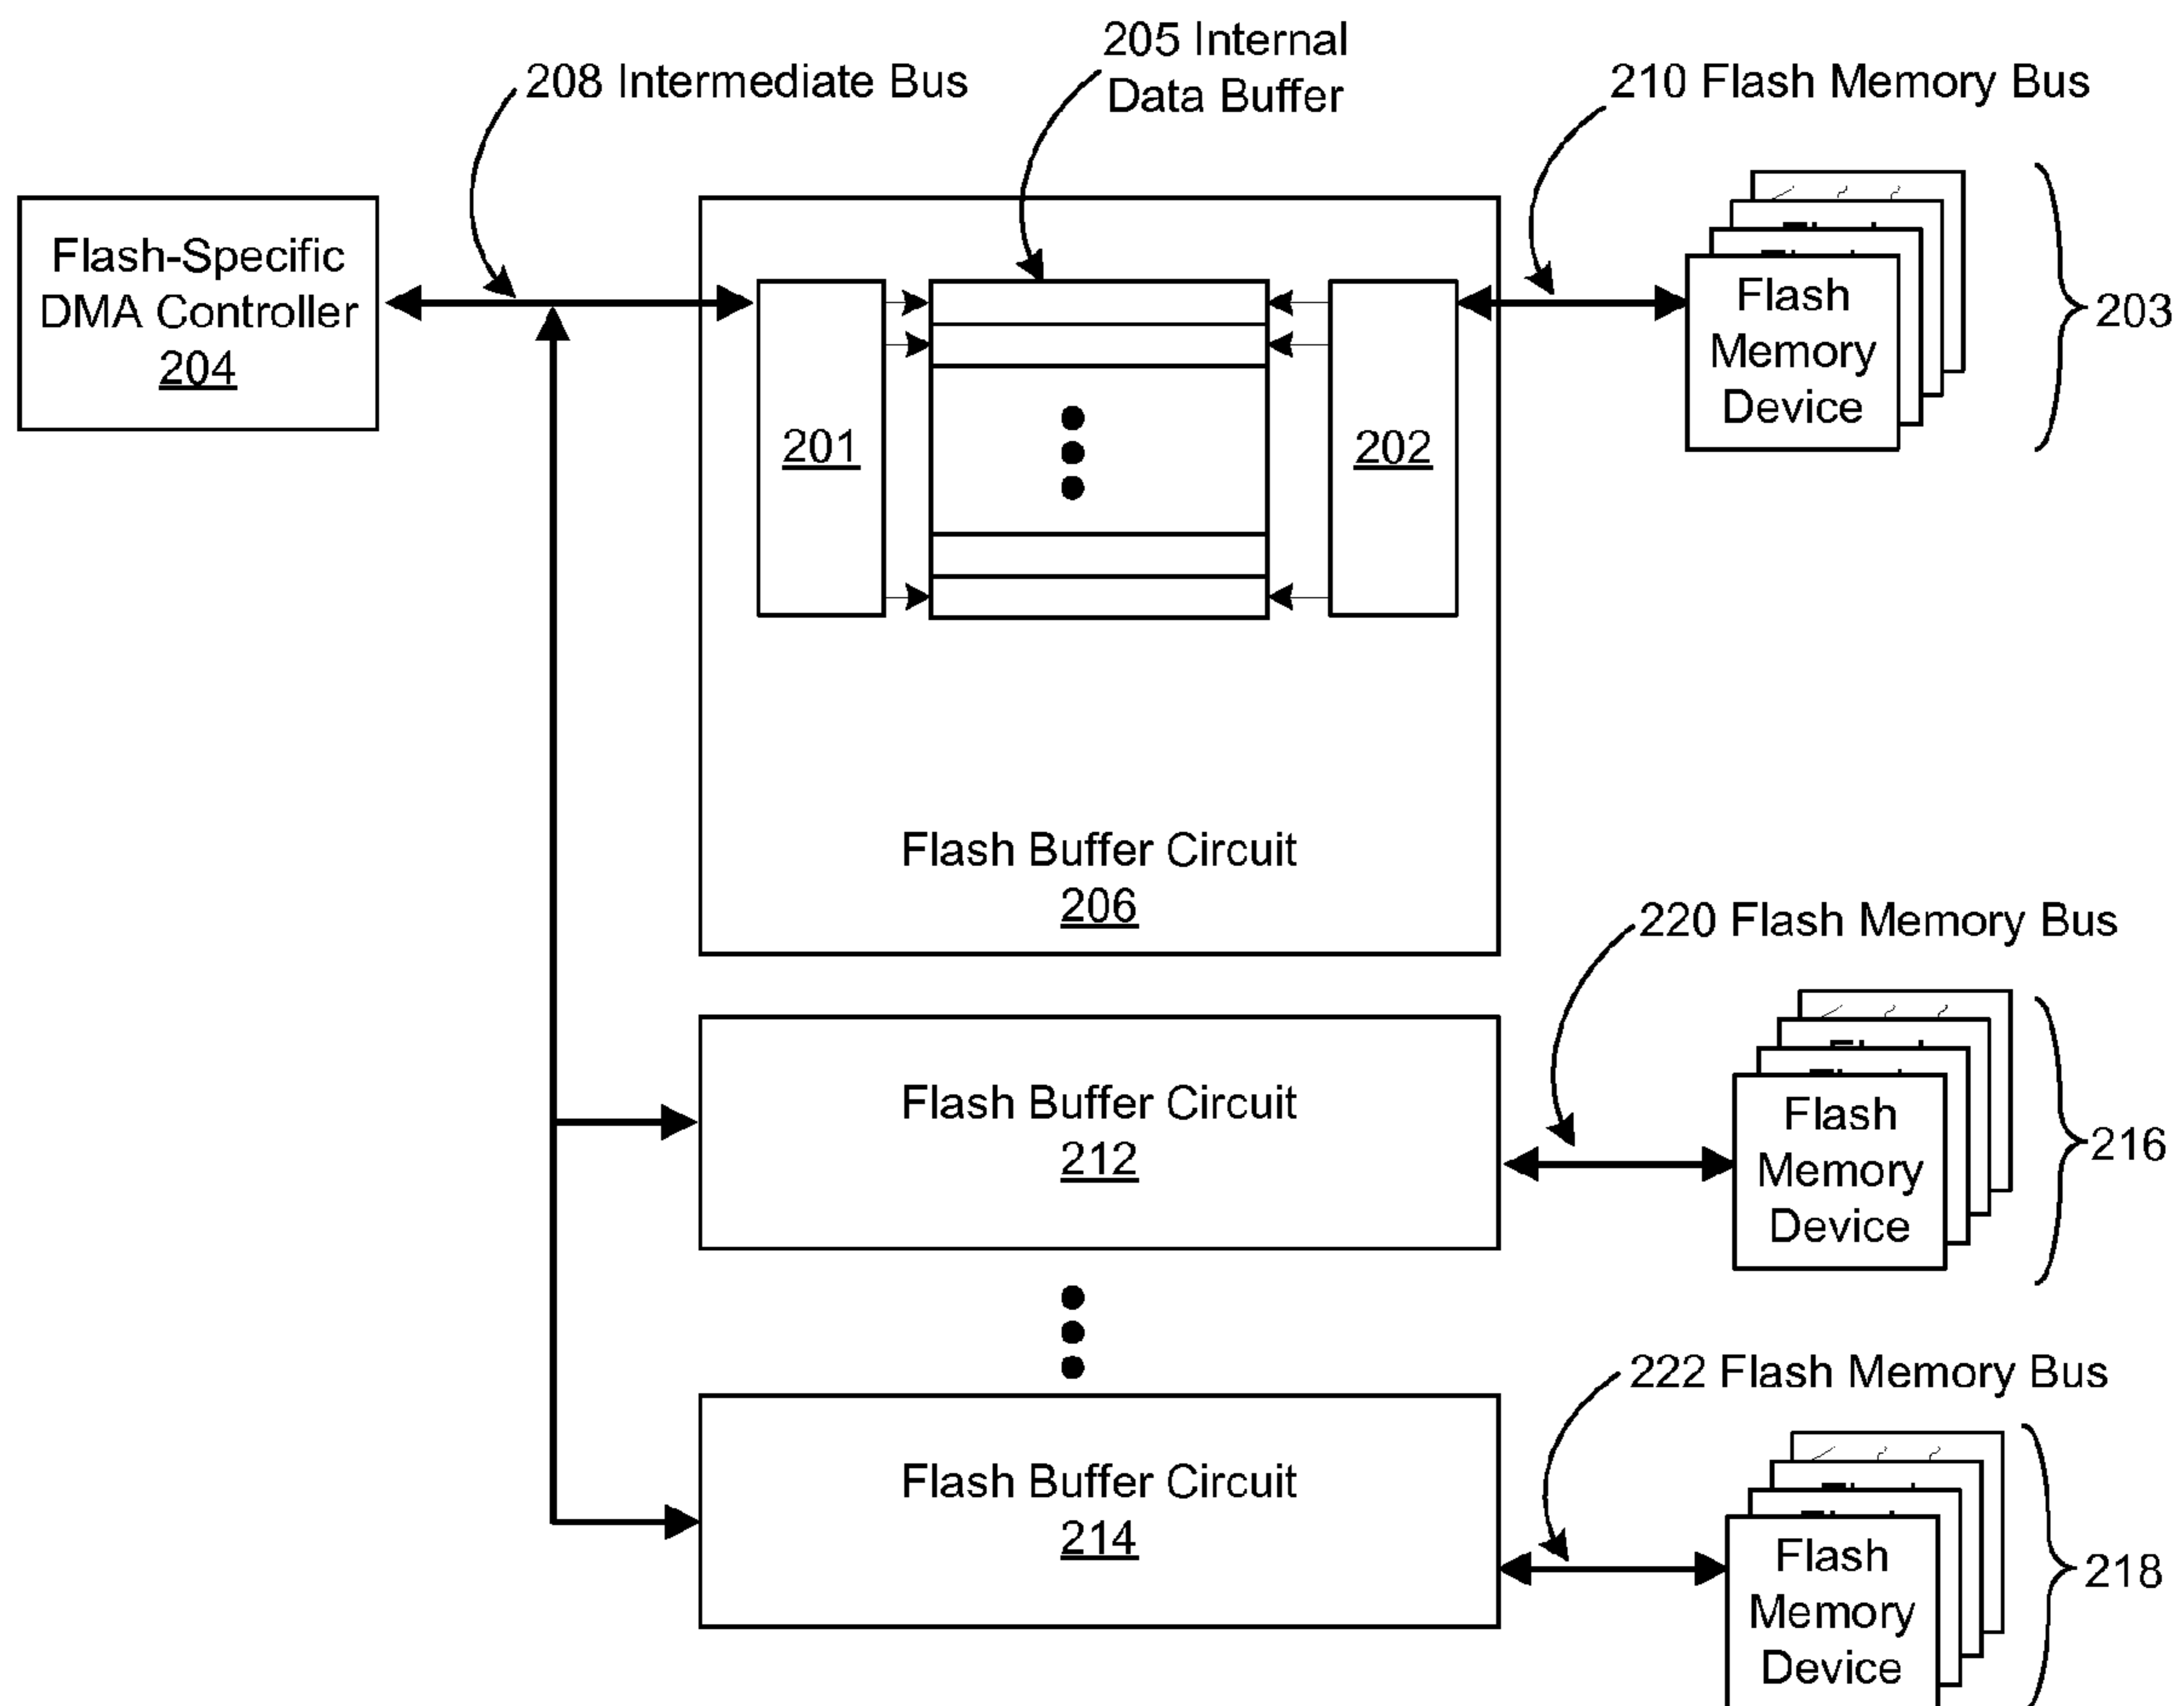 205 Internal
Data Buffer
208 Intermediate Bus
210 Flash Memory Bus
Flash-Specific
DMA Controller
204
201
202
Flash
Memory
Device
203
Flash Buffer Circuit
206
220 Flash Memory Bus
Flash Buffer Circuit
212
Flash
Memory
Device
216
222 Flash Memory Bus
Flash Buffer Circuit
214
Flash
Memory
Device
218